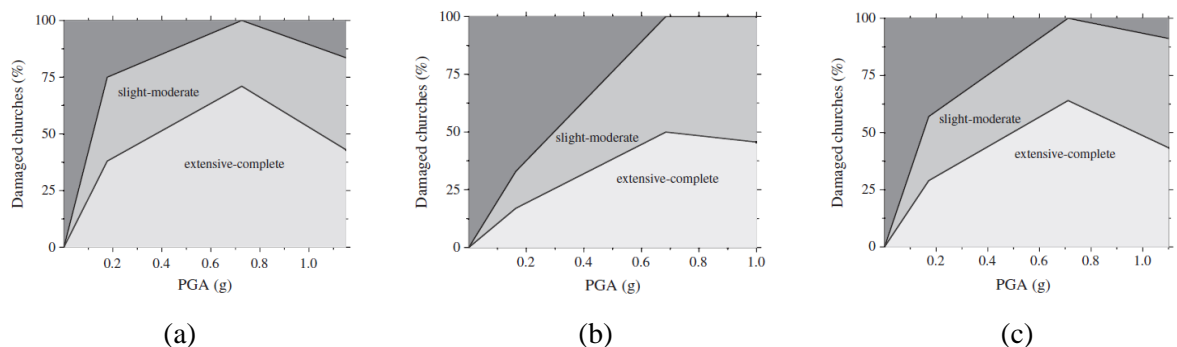 Damaged churches (%)
100
75
50
25
0
slight-moderate
extensive-complete
0.2 0.4 0.6 0.8 1.0
PGA (g)
(a)
Damaged churches (%)
100
75
50
25
0
slight-moderate
extensive-complete
0.2 0.4 0.6 0.8 1.0
PGA (g)
(b)
Damaged churches (%)
100
75
50
25
0
slight-moderate
extensive-complete
0.2 0.4 0.6 0.8 1.0
PGA (g)
(c)